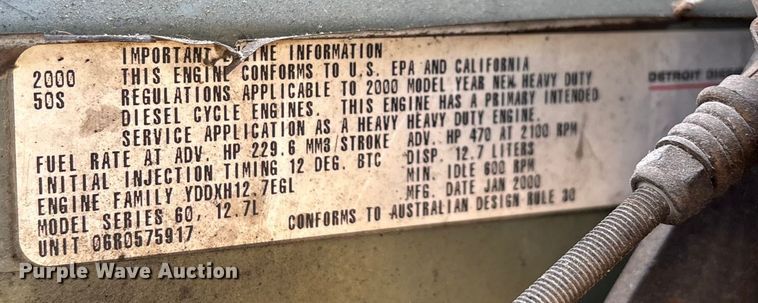 IMPORTANT ENGINE INFORMATION
2000 THIS ENGINE CONFORMS TO U.S. EPA AND CALIFORNIA
50S REGULATIONS APPLICABLE TO 2000 MODEL YEAR NEW HEAVY DUTY
DIESEL CYCLE ENGINES. THIS ENGINE HAS A PRIMARY INTENDED
SERVICE APPLICATION AS A HEAVY HEAVY DUTY ENGINE.
FUEL RATE AT ADV. HP 229.6 MM3/STROKE ADV. HP 470 AT 2100 RPM
INITIAL INJECTION TIMING 12 DEG. BTC DISP. 12.7 LITERS
ENGINE FAMILY YDDXH12.7EGL MIN. IDLE 600 RPM
MODEL SERIES 60, 12.7L MFG. DATE JAN 2000
UNIT 06R0575917 CONFORMS TO AUSTRALIAN DESIGN RULE 30
DETROIT DIESEL
Purple Wave Auction